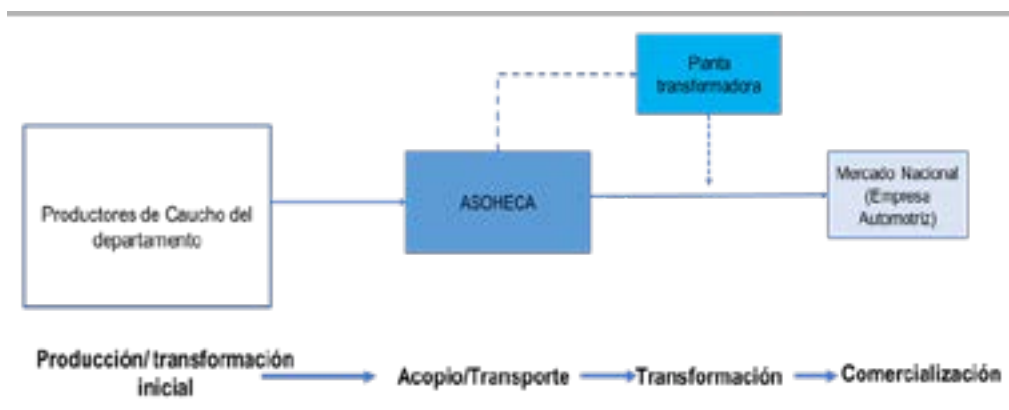 Planta
transformadora
Productores de Caucho del
departamento
ASOHECA
Mercado Nacional
(Empresa
Automotriz)
Producción/ transformación
inicial
Acopio/Transporte
Transformación
Comercialización